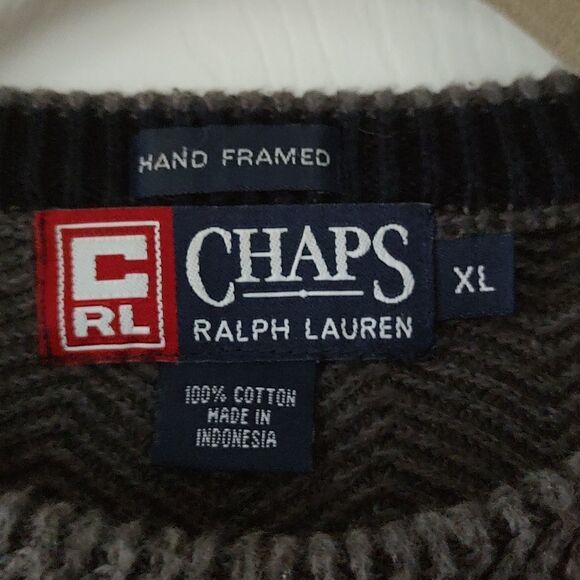 HAND FRAMED
C
RL
CHAPS
RALPH LAUREN
XL
100% COTTON
MADE IN
INDONESIA